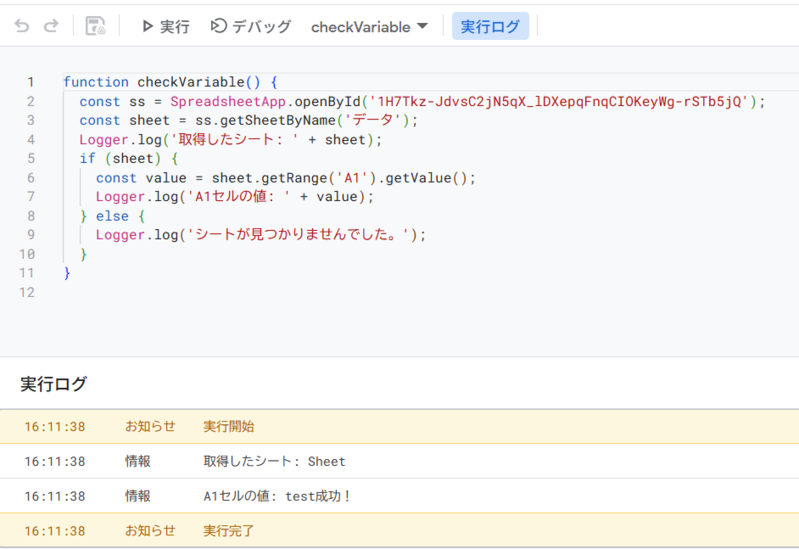 実行 デバッグ checkVariable 実行ログ
1 function checkVariable() {
2 const ss = SpreadsheetApp.openById('1H7Tkz-JdvsC2jN5qX_lDXepqFnqCIOKeyWg-rSTb5jQ');
3 const sheet = ss.getSheetByName('データ');
4 Logger.log('取得したシート: ' + sheet);
5 if (sheet) {
6 const value = sheet.getRange('A1').getValue();
7 Logger.log('A1セルの値: ' + value);
8 } else {
9 Logger.log('シートが見つかりませんでした。');
10 }
11 }
12
実行ログ
16:11:38 お知らせ 実行開始
16:11:38 情報 取得したシート: Sheet
16:11:38 情報 A1セルの値: test成功！
16:11:38 お知らせ 実行完了